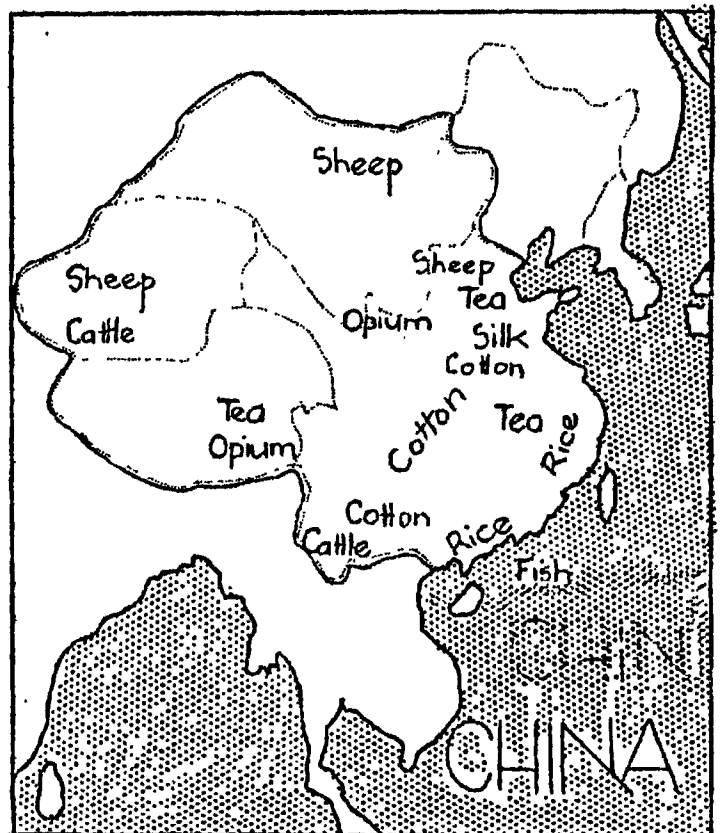 Sheep
Sheep
Cattle
Sheep
Tea
Silk
Cotton
Opium
Cotton
Tea
Rice
Tea
Opium
Cotton
Cattle
Rice
Fish
CHINA